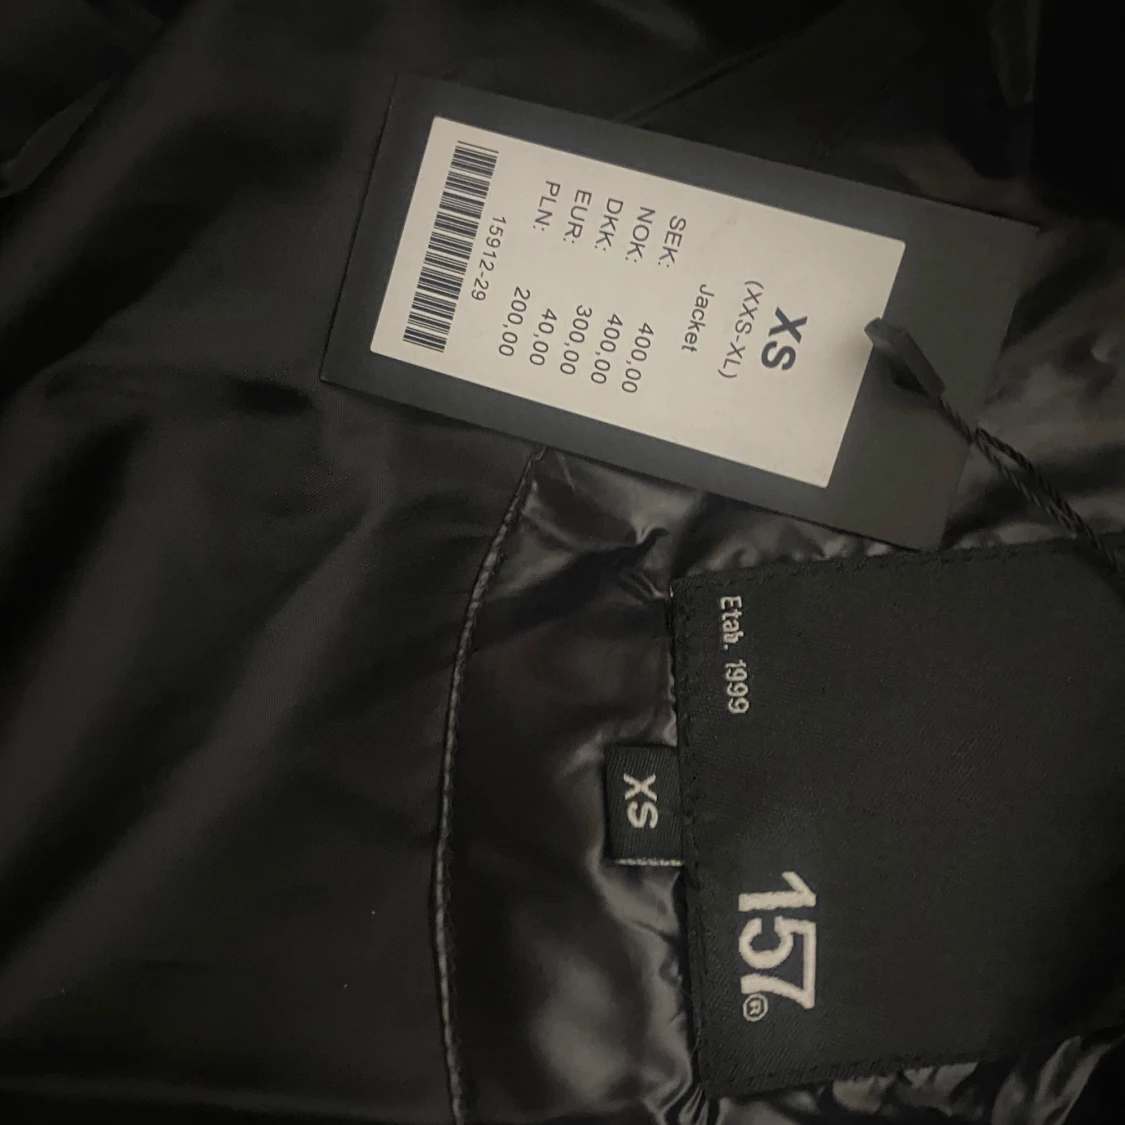 XS
(XXS-XL)
Jacket
SEK: 400,00
NOK: 400,00
DKK: 300,00
EUR: 40,00
PLN: 200,00
15912-29
Etab. 1999
157®
XS